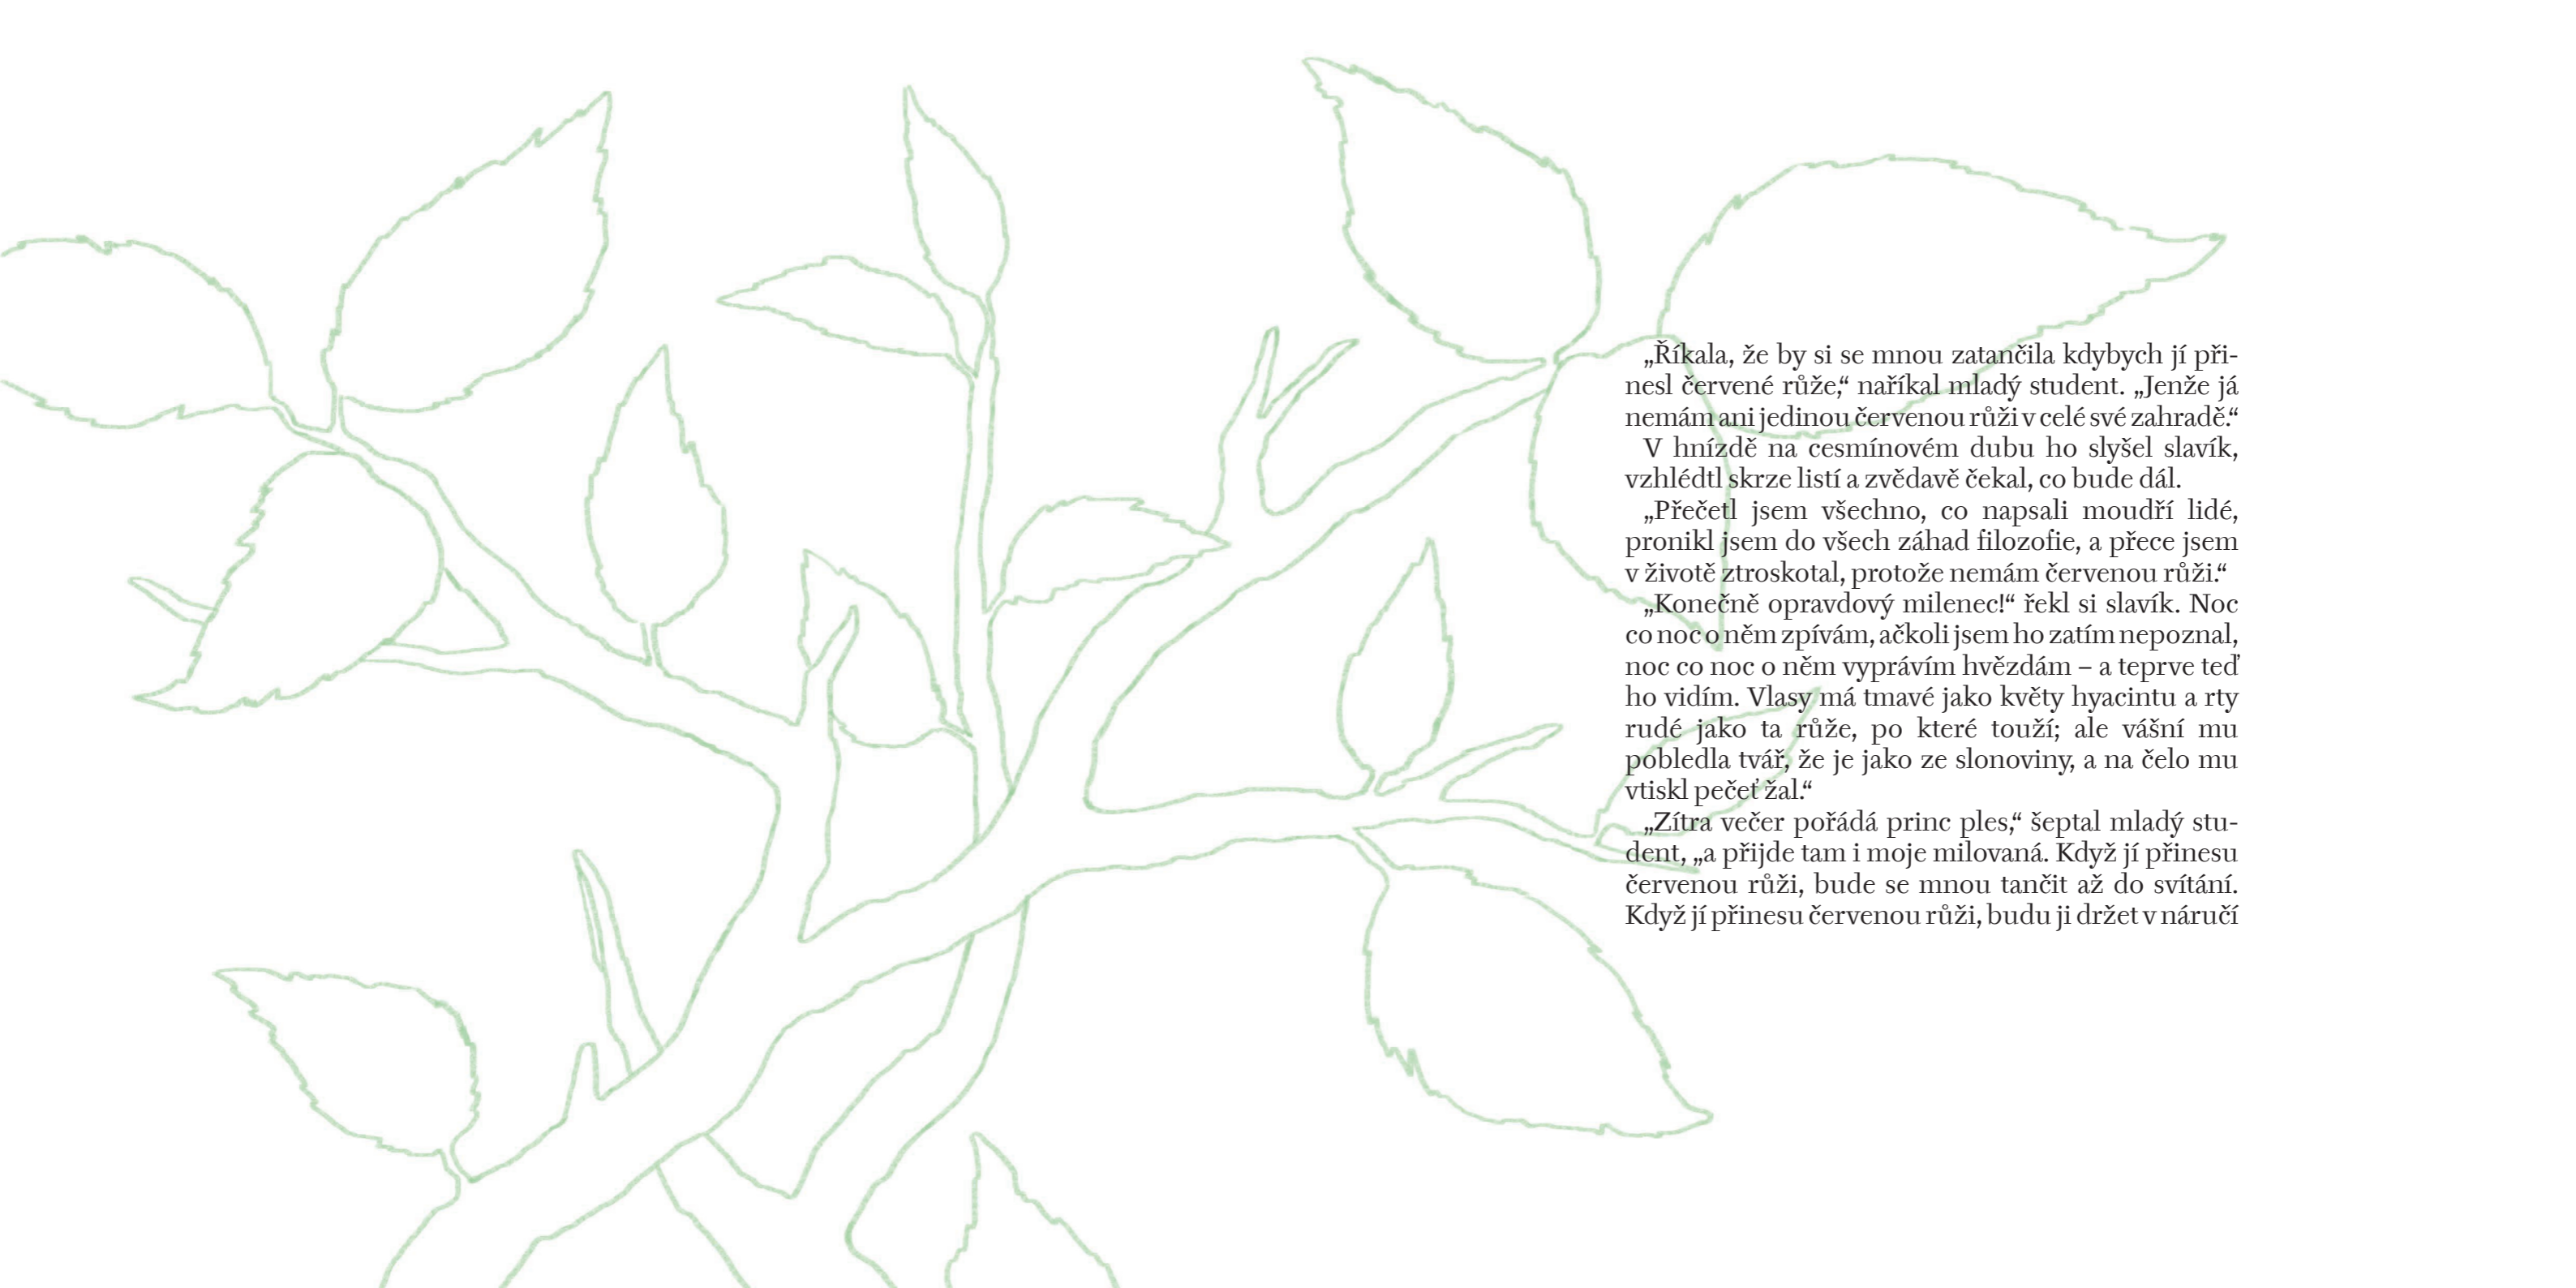 „Říkala, že by si se mnou zatančila kdybych jí při-
nesl červené růže,“ naříkal mladý student. „Jenže já
nemám ani jedinou červenou růži v celé své zahradě.“
V hnízdě na cesmínovém dubu ho slyšel slavík,
vzhlédtl skrze listí a zvědavě čekal, co bude dál.
„Přečetl jsem všechno, co napsali moudří lidé,
pronikl jsem do všech záhad filozofie, a přece jsem
v životě ztroskotal, protože nemám červenou růži.“
„Konečně opravdový milenec!“ řekl si slavík. Noc
co noc o něm zpívám, ačkoli jsem ho zatím nepoznal,
noc co noc o něm vyprávím hvězdám – a teprve teď
ho vidím. Vlasy má tmavé jako květy hyacintu a rty
rudé jako ta růže, po které touží; ale vášní mu
pobledla tvář, že je jako ze slonoviny, a na čelo mu
vtiskl pečeť žal.“
„Zítra večer pořádá princ ples,“ šeptal mladý stu-
dent, „a přijde tam i moje milovaná. Když jí přinesu
červenou růži, bude se mnou tančit až do svítání.
Když jí přinesu červenou růži, budu ji držet v náručí